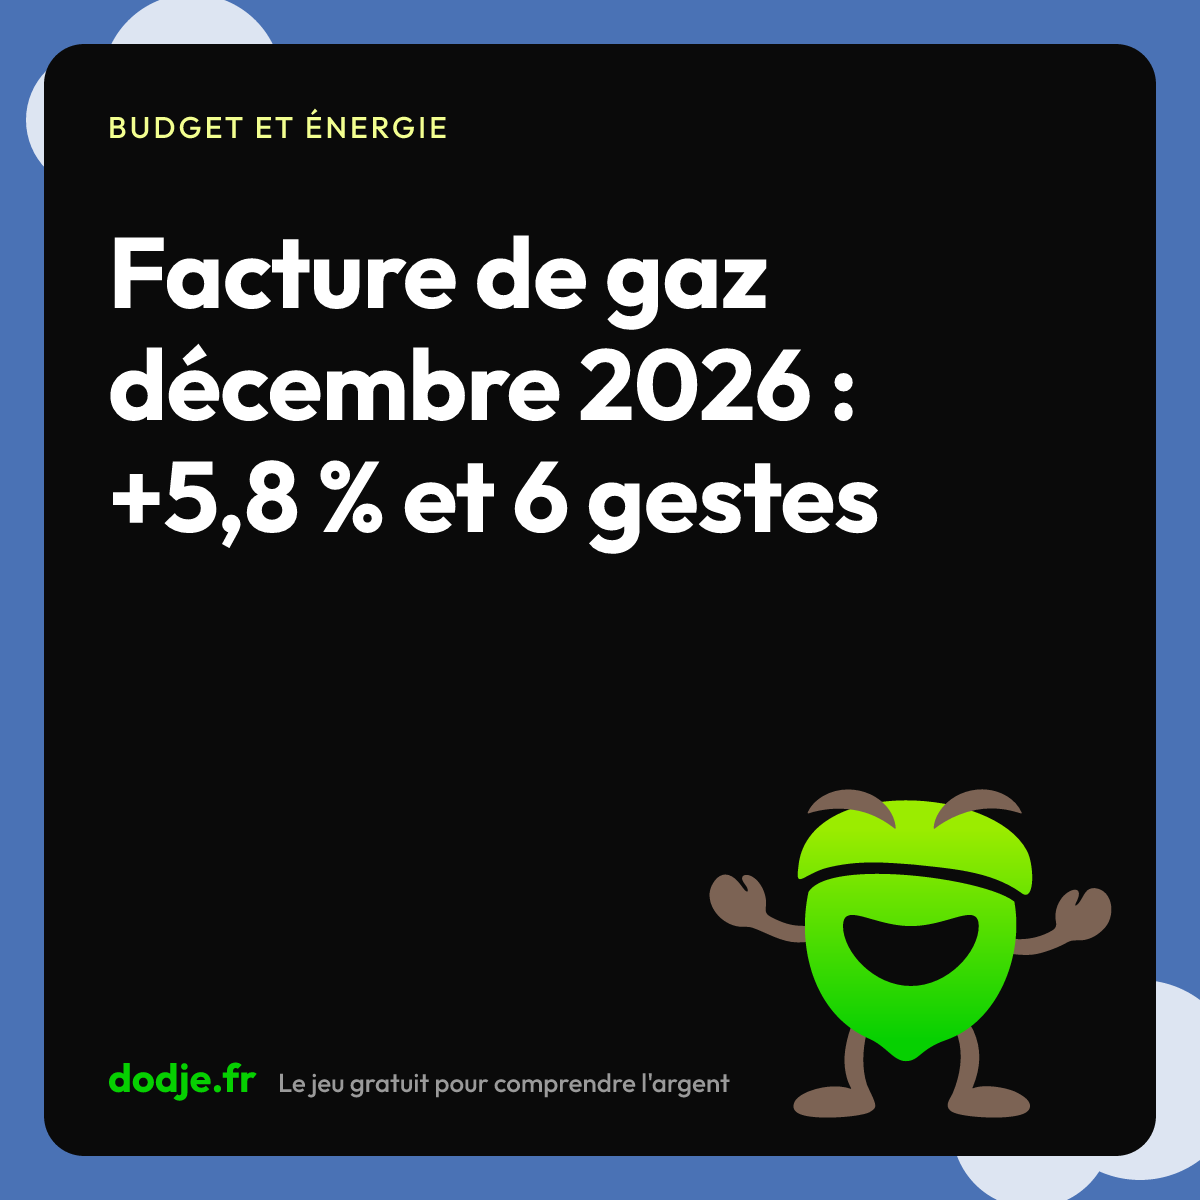 BUDGET ET ÉNERGIE
Facture de gaz
décembre 2026 :
+5,8 % et 6 gestes
dodje.fr Le jeu gratuit pour comprendre l'argent